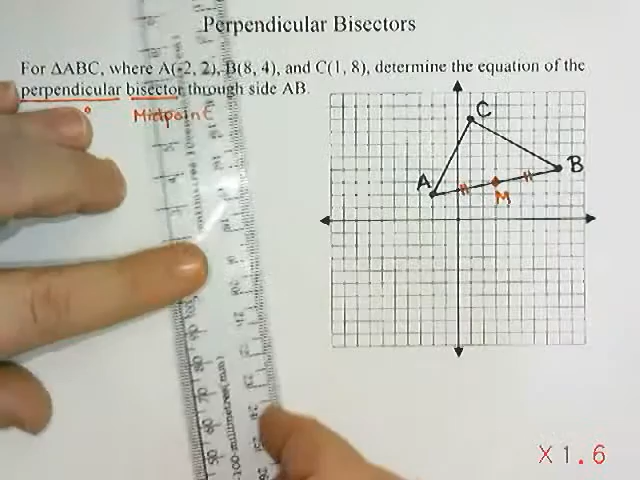 Perpendicular Bisectors
For ΔABC, where A(-2, 2), B(8, 4), and C(1, 8), determine the equation of the
perpendicular bisector through side AB.
Midpoint
C
A
B
M
X1.6